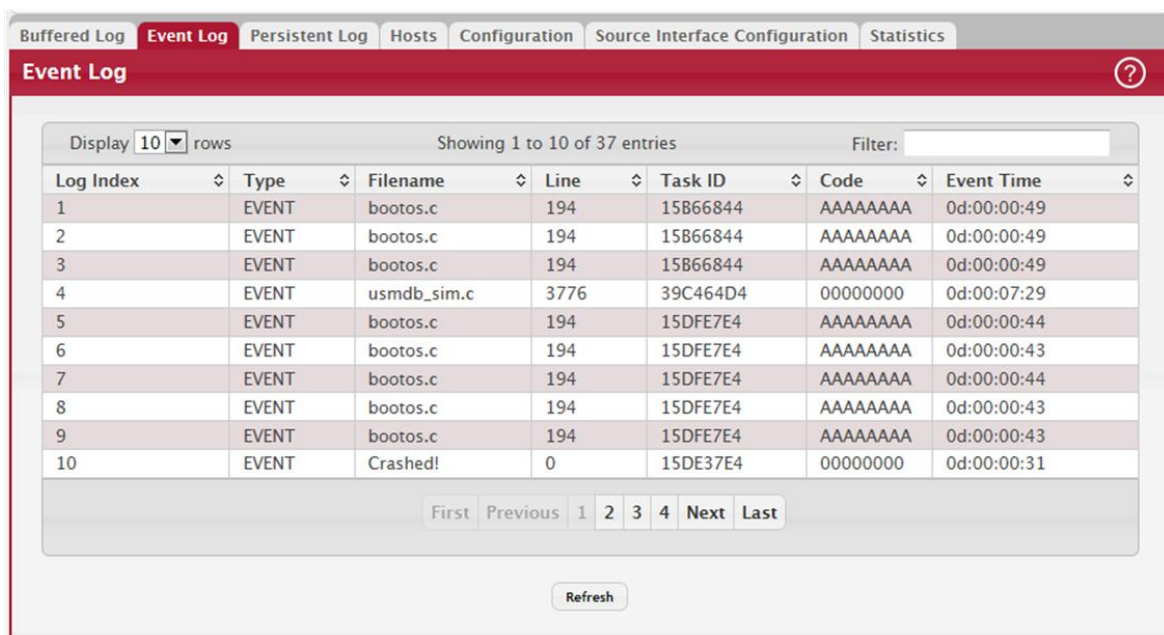 Buffered Log Event Log Persistent Log Hosts Configuration Source Interface Configuration Statistics
Event Log ?
Display 10 rows Showing 1 to 10 of 37 entries Filter:
Log Index Type Filename Line Task ID Code Event Time
1 EVENT bootos.c 194 15B66844 AAAAAAAA 0d:00:00:49
2 EVENT bootos.c 194 15B66844 AAAAAAAA 0d:00:00:49
3 EVENT bootos.c 194 15B66844 AAAAAAAA 0d:00:00:49
4 EVENT usmdb_sim.c 3776 39C464D4 00000000 0d:00:07:29
5 EVENT bootos.c 194 15DFE7E4 AAAAAAAA 0d:00:00:44
6 EVENT bootos.c 194 15DFE7E4 AAAAAAAA 0d:00:00:43
7 EVENT bootos.c 194 15DFE7E4 AAAAAAAA 0d:00:00:44
8 EVENT bootos.c 194 15DFE7E4 AAAAAAAA 0d:00:00:43
9 EVENT bootos.c 194 15DFE7E4 AAAAAAAA 0d:00:00:43
10 EVENT Crashed! 0 15DE37E4 00000000 0d:00:00:31
First Previous 1 2 3 4 Next Last
Refresh